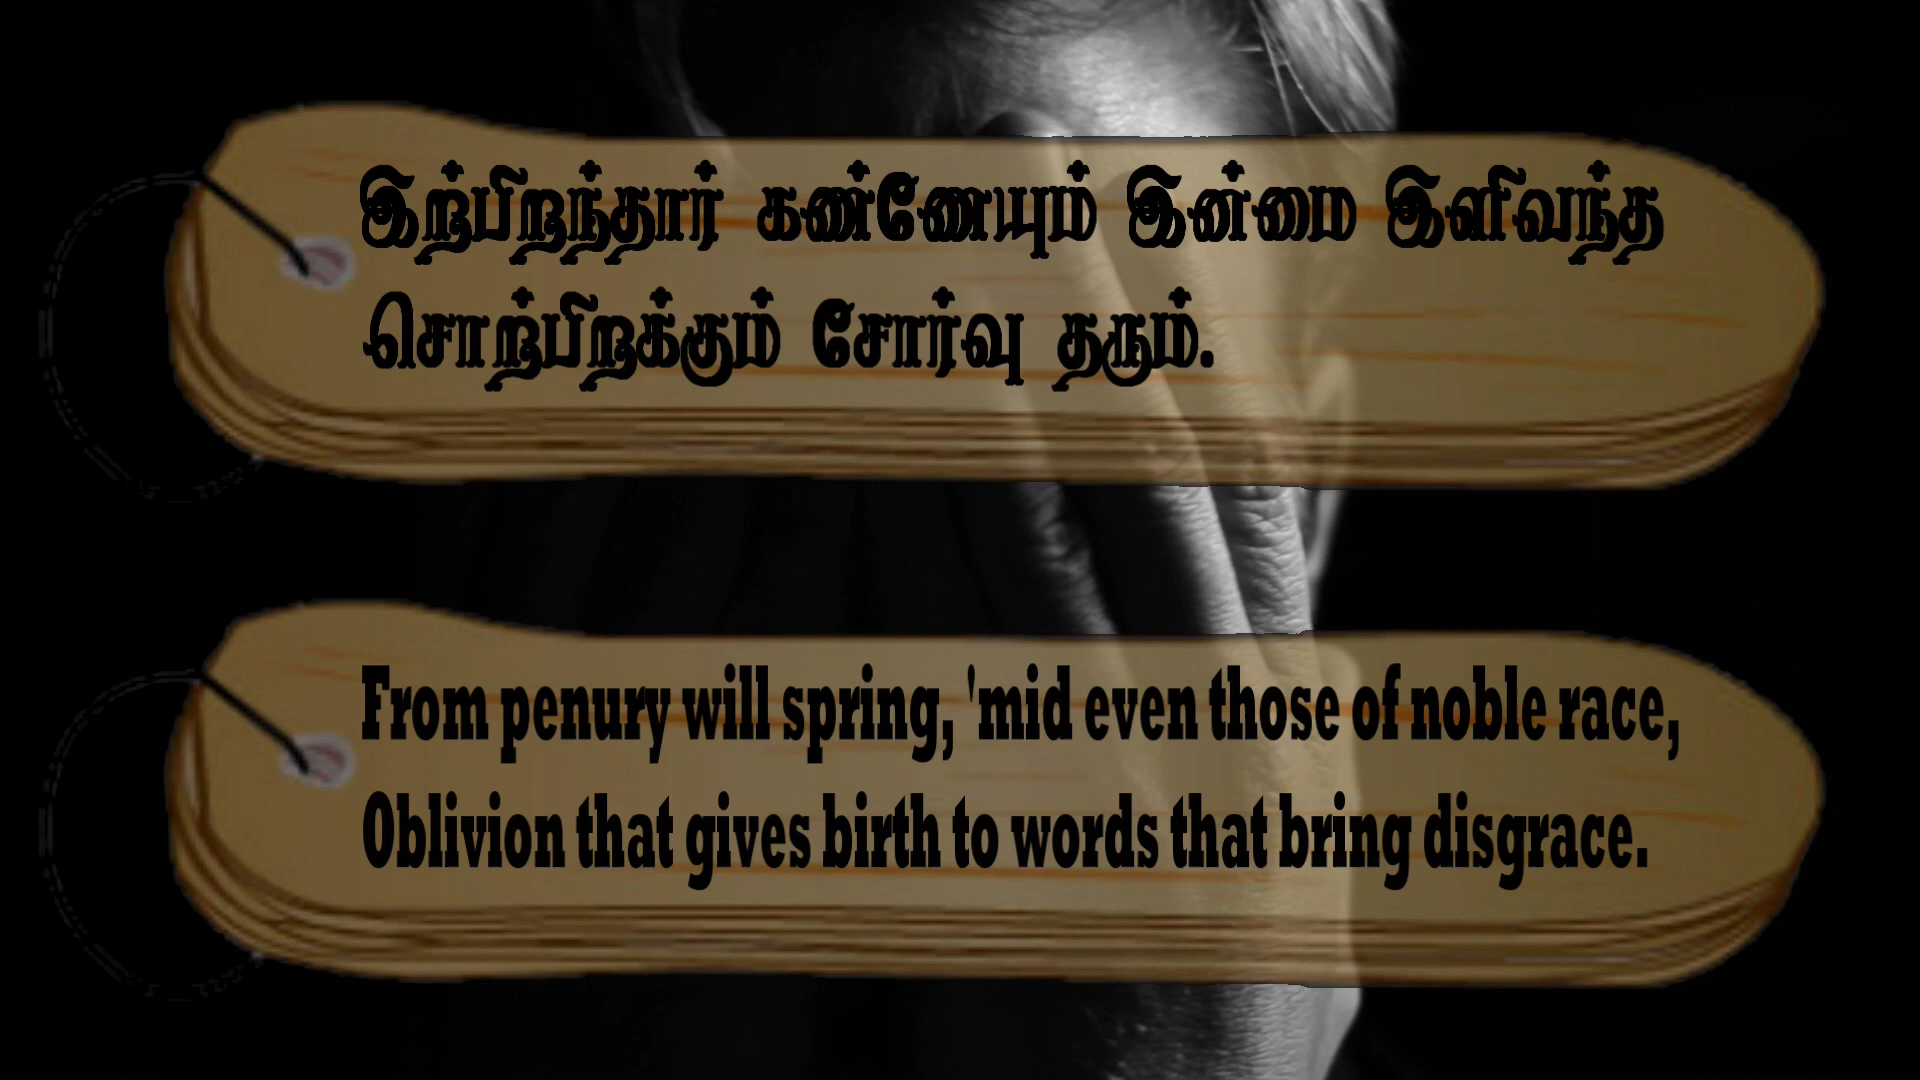 இற்பிறந்தார் கண்ணேயும் இன்மை இளிவந்த
சொற்பிறக்கும் சோர்வு தரும்.
From penury will spring, 'mid even those of noble race,
Oblivion that gives birth to words that bring disgrace.